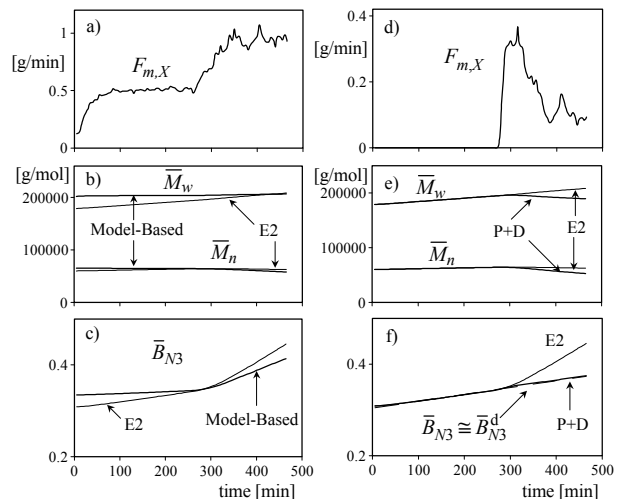 a)
[g/min]
1
0.5
0
F_{m,X}
d)
[g/min]
0.4
0.2
0
F_{m,X}
[g/mol]
b)
200000
100000
0
M̅_w
Model-Based
E2
M̅_n
[g/mol]
e)
200000
100000
0
M̅_w
P+D
E2
M̅_n
c)
0.4
0.2
B̅_{N3}
E2
Model-Based
0 100 200 300 400 500
time [min]
f)
0.4
0.2
E2
B̅_{N3} ≅ B̅_{N3}^d
P+D
0 100 200 300 400 500
time [min]